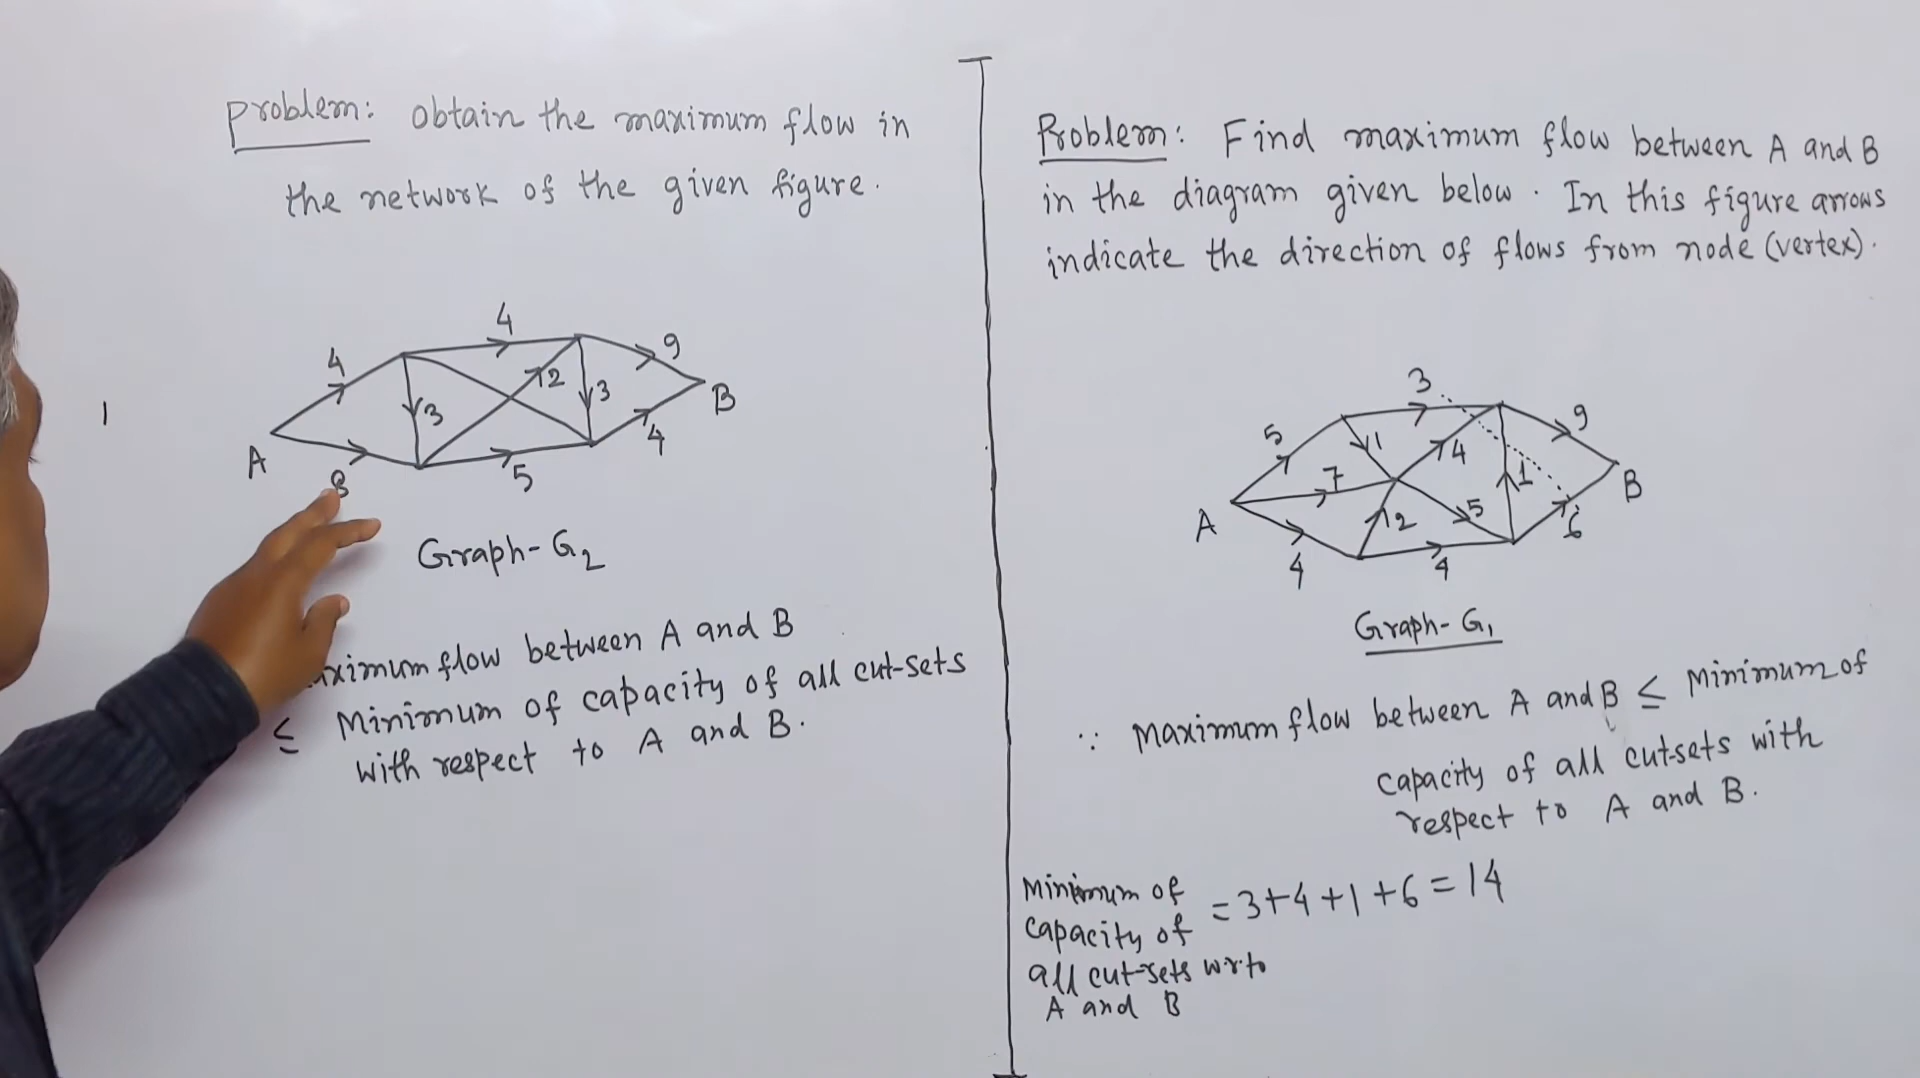 Problem: Obtain the maximum flow in
the network of the given figure.
4
4
9
2
3
3
B
A
8
5
4
Graph-G2
flow between A and B
≤ Minimum of capacity of all cut-sets
with respect to A and B.
Problem: Find maximum flow between A and B
in the diagram given below. In this figure arrows
indicate the direction of flows from node (vertex).
3
5
1
9
4
7
1
B
A
2
5
6
4
4
Graph-G1
∵ Maximum flow between A and B ≤ Minimum of
capacity of all cut-sets with
respect to A and B.
Minimum of
capacity of = 3+4+1+6=14
all cut-sets w.r.to
A and B